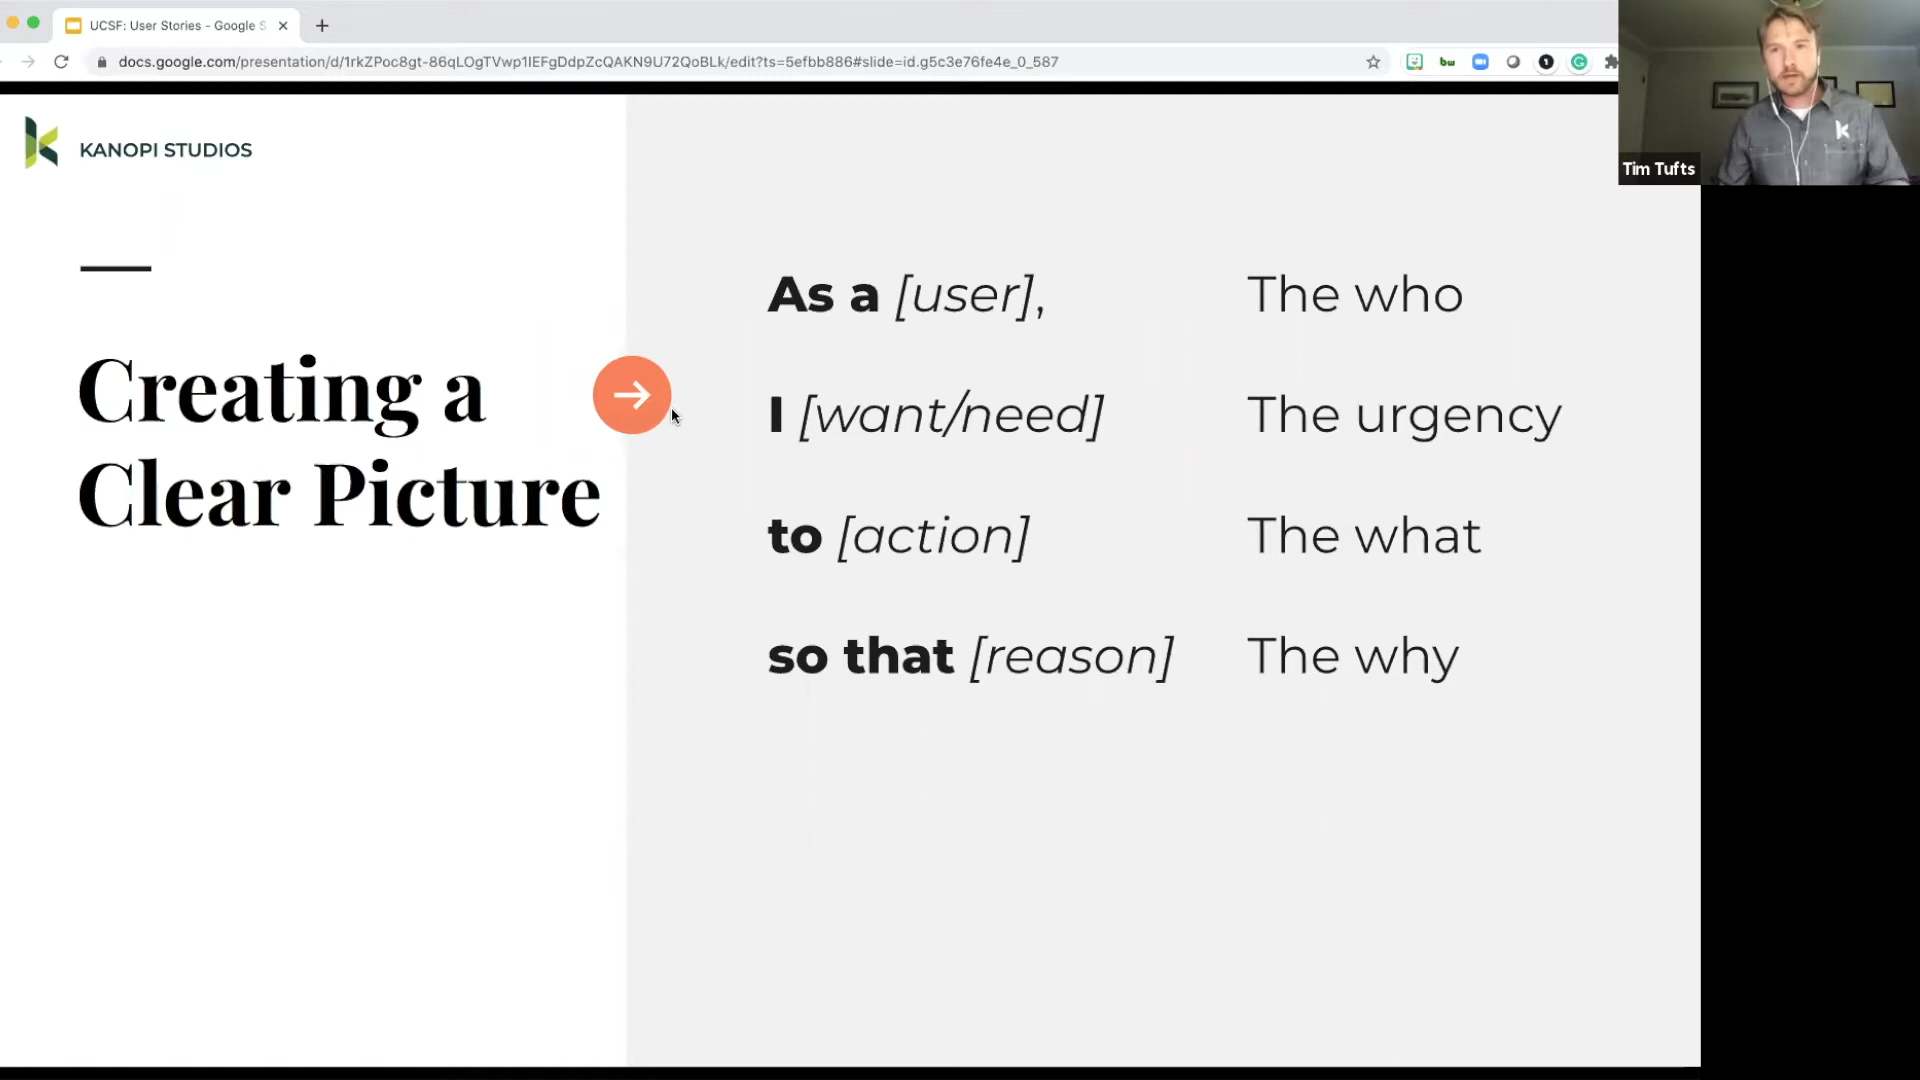 UCSF: User Stories - Google S
docs.google.com/presentation/d/1rkZPoc8gt-86qLOgTVwp1IEFgDdpZcQAKN9U72QoBLk/edit?ts=5efbb886#slide=id.g5c3e76fe4e_0_587
bw
Tim Tufts
KANOPI STUDIOS
Creating a
Clear Picture
As a [user], The who
I [want/need] The urgency
to [action] The what
so that [reason] The why